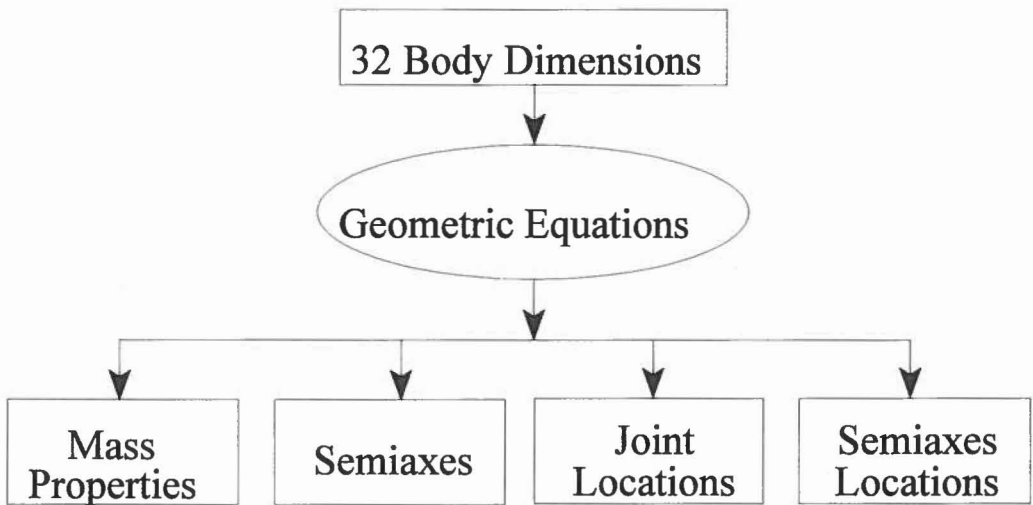 32 Body Dimensions
Geometric Equations
Mass
Properties
Semiaxes
Joint
Locations
Semiaxes
Locations